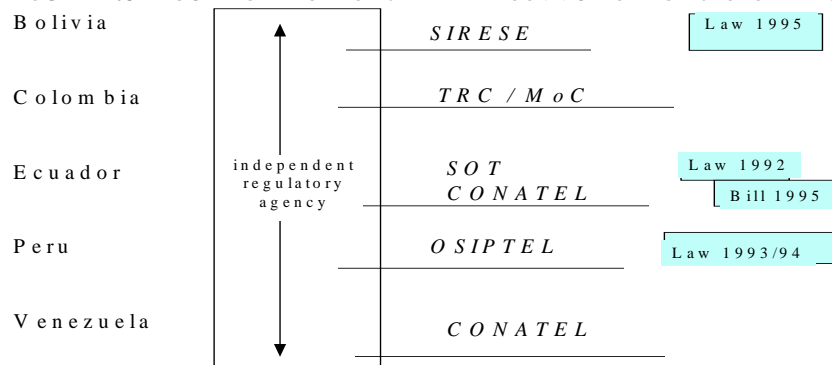 Bolivia
SIRESE
Law 1995
Colombia
TRC / MoC
independent
regulatory
agency
Ecuador
SOT
CONATEL
Law 1992
Bill 1995
Peru
OSIPTEL
Law 1993/94
Venezuela
CONATEL